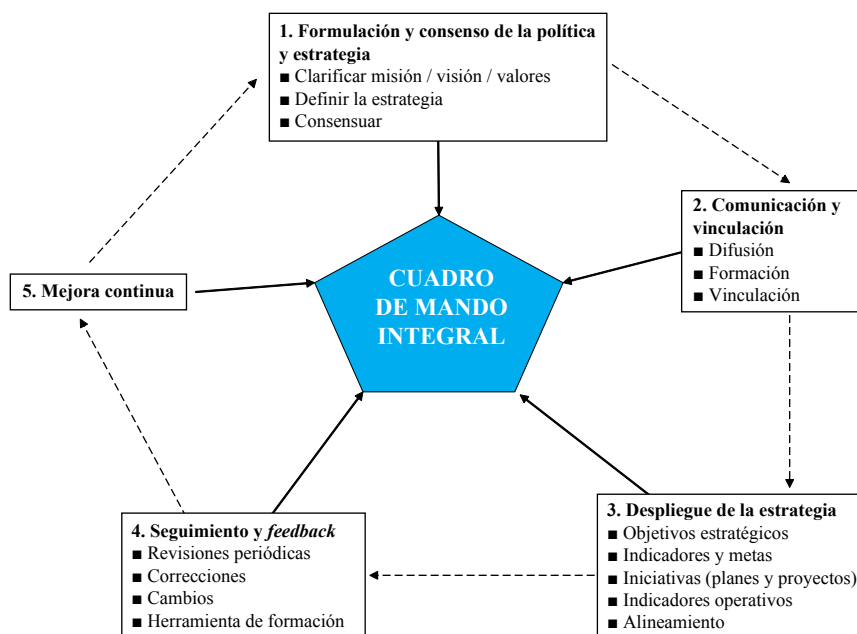 1. Formulación y consenso de la política
y estrategia
■ Clarificar misión / visión / valores
■ Definir la estrategia
■ Consensuar
2. Comunicación y
vinculación
■ Difusión
■ Formación
■ Vinculación
CUADRO
DE MANDO
INTEGRAL
5. Mejora continua
3. Despliegue de la estrategia
■ Objetivos estratégicos
■ Indicadores y metas
■ Iniciativas (planes y proyectos)
■ Indicadores operativos
■ Alineamiento
4. Seguimiento y feedback
■ Revisiones periódicas
■ Correcciones
■ Cambios
■ Herramienta de formación